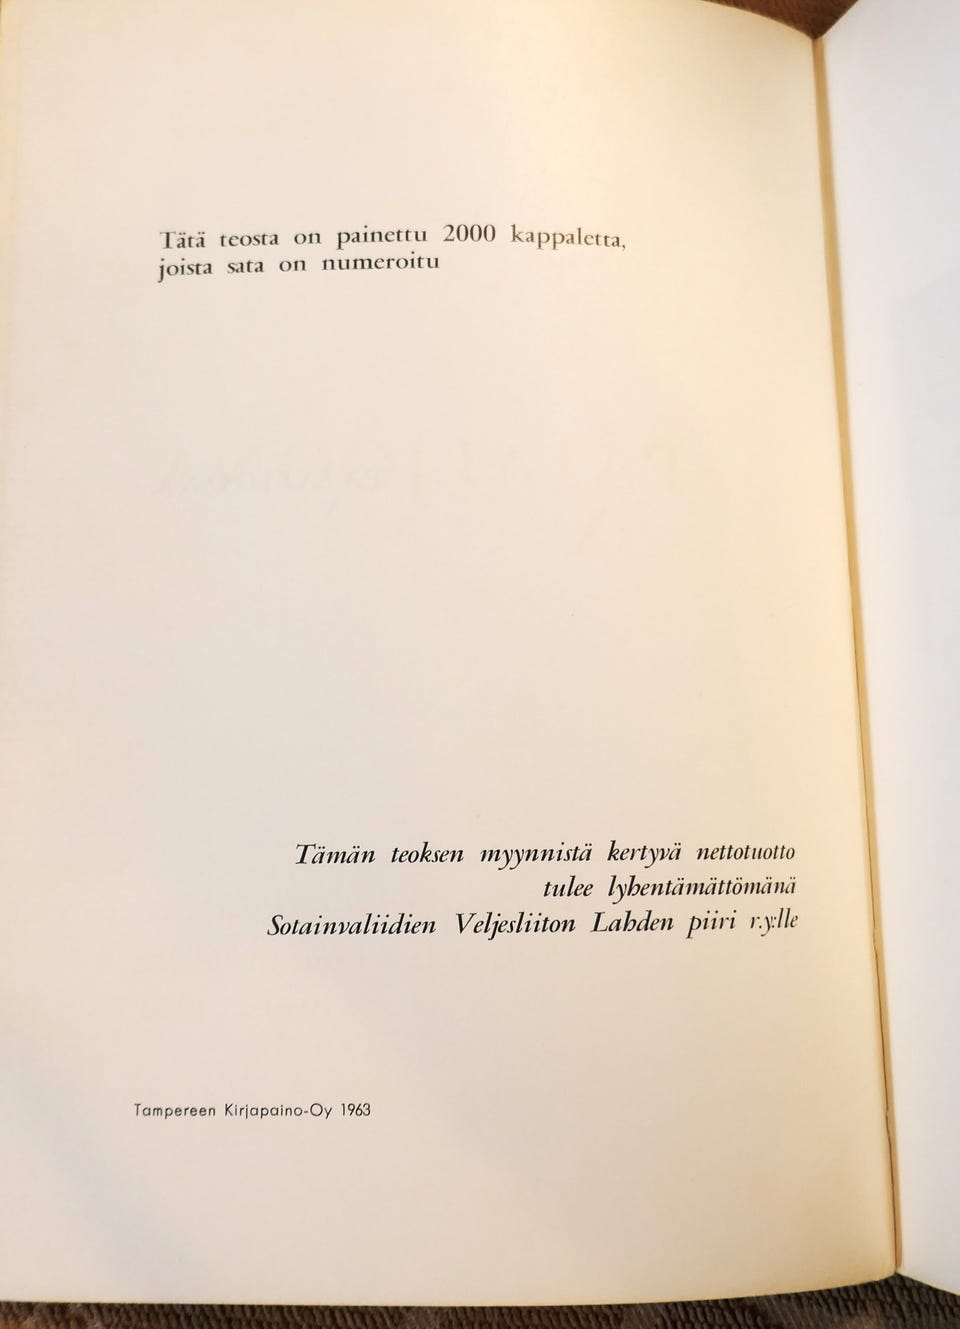 Tätä teosta on painettu 2000 kappaletta,
joista sata on numeroitu
Tämän teoksen myynnistä kertyvä nettotuotto
tulee lyhentämättömänä
Sotainvaliidien Veljesliiton Lahden piiri r.y:lle
Tampereen Kirjapaino-Oy 1963